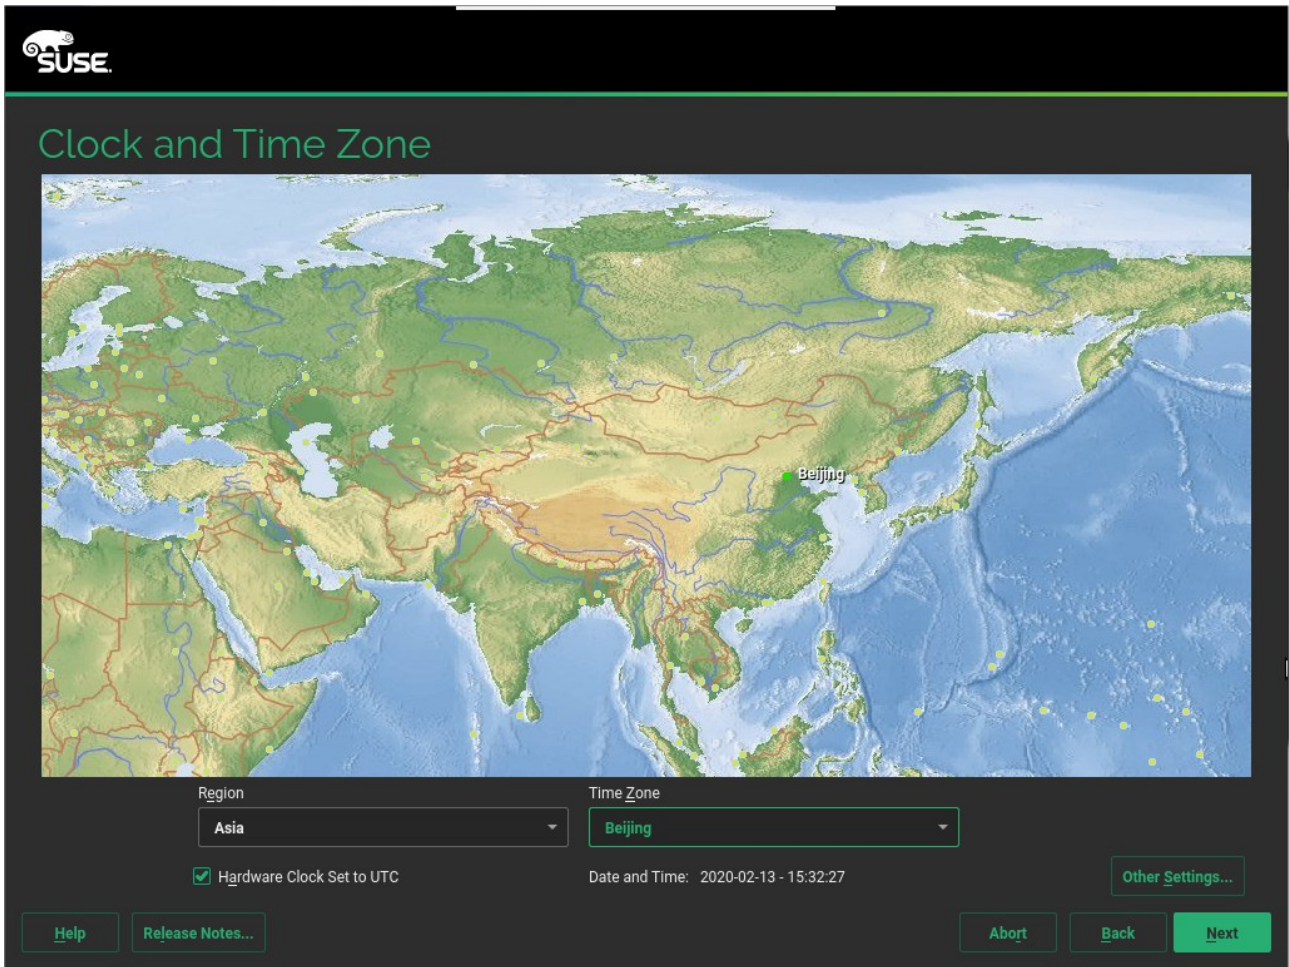 SUSE.
Clock and Time Zone
Beijing
Region
Time Zone
Asia
Beijing
Hardware Clock Set to UTC
Date and Time: 2020-02-13 - 15:32:27
Other Settings...
Help
Release Notes...
Abort
Back
Next